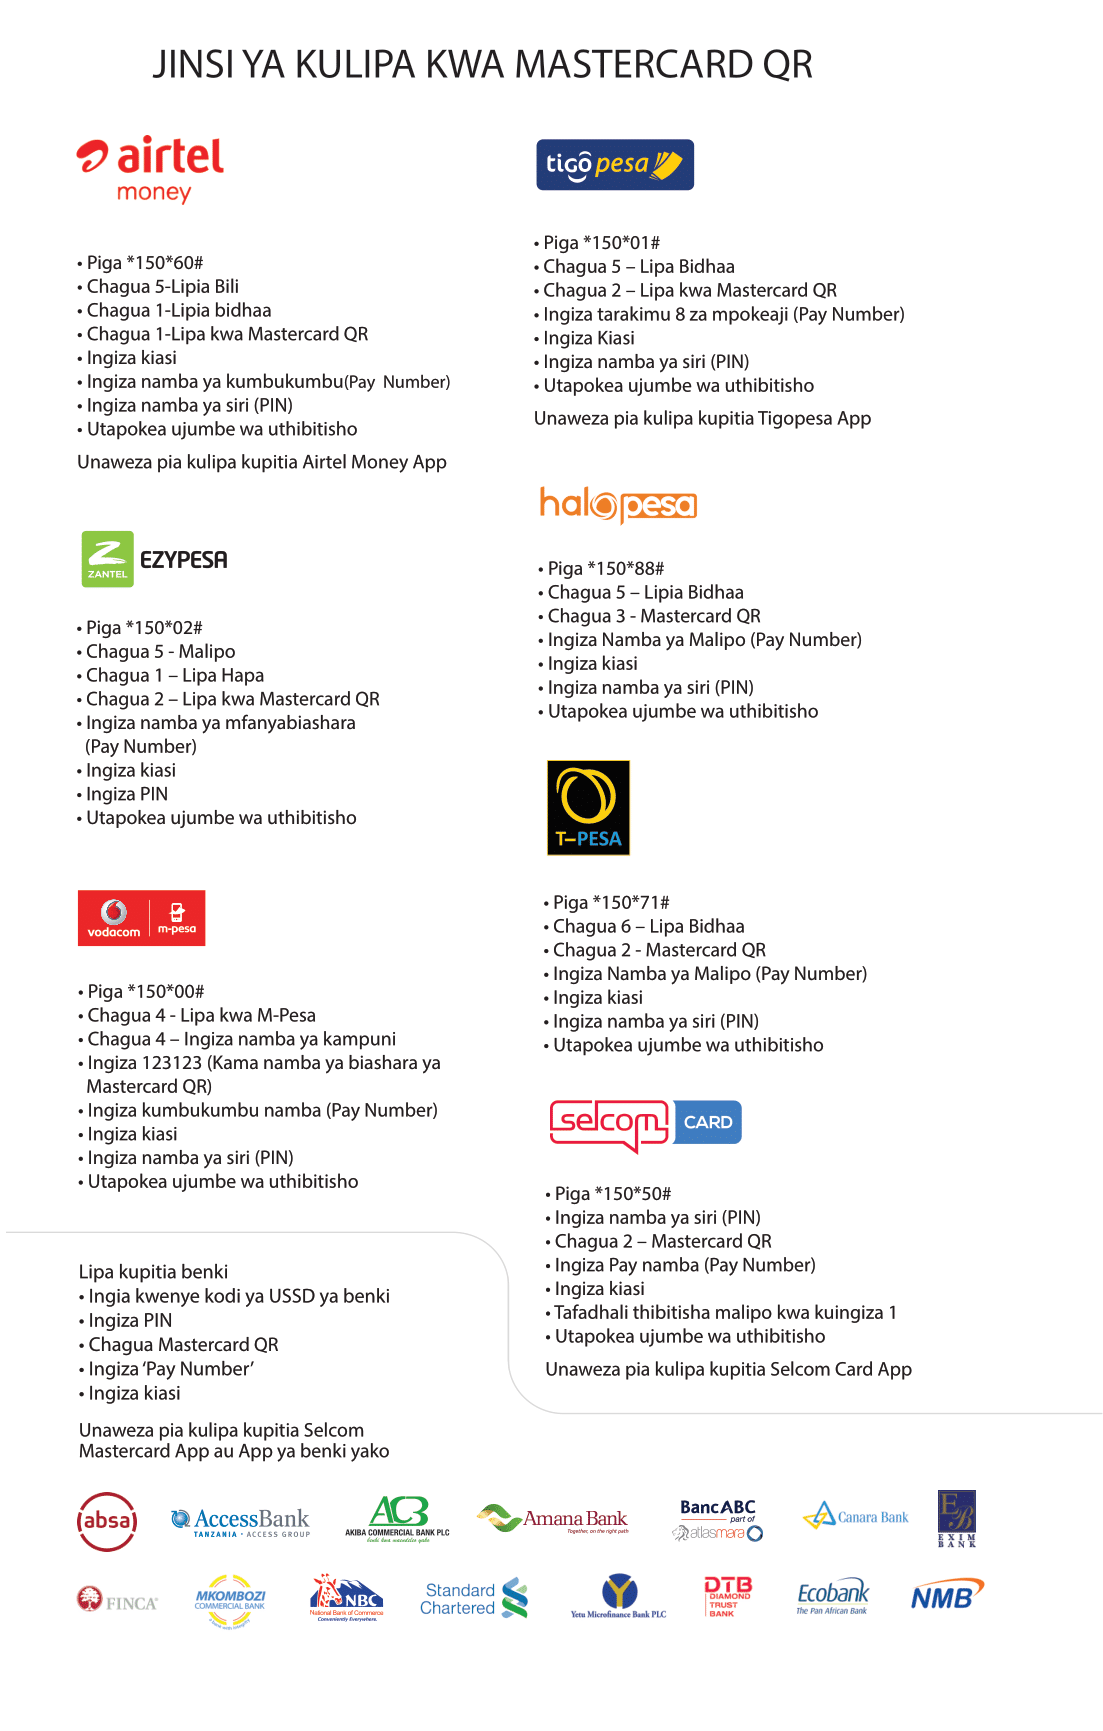 JINSI YA KULIPA KWA MASTERCARD QR
airtel
money
• Piga *150*60#
• Chagua 5-Lipia Bili
• Chagua 1-Lipia bidhaa
• Chagua 1-Lipa kwa Mastercard QR
• Ingiza kiasi
• Ingiza namba ya kumbukumbu(Pay Number)
• Ingiza namba ya siri (PIN)
• Utapokea ujumbe wa uthibitisho
Unaweza pia kulipa kupitia Airtel Money App
ZANTEL
EZYPESA
• Piga *150*02#
• Chagua 5 - Malipo
• Chagua 1 – Lipa Hapa
• Chagua 2 – Lipa kwa Mastercard QR
• Ingiza namba ya mfanyabiashara
(Pay Number)
• Ingiza kiasi
• Ingiza PIN
• Utapokea ujumbe wa uthibitisho
vodacom
m-pesa
• Piga *150*00#
• Chagua 4 - Lipa kwa M-Pesa
• Chagua 4 – Ingiza namba ya kampuni
• Ingiza 123123 (Kama namba ya biashara ya
Mastercard QR)
• Ingiza kumbukumbu namba (Pay Number)
• Ingiza kiasi
• Ingiza namba ya siri (PIN)
• Utapokea ujumbe wa uthibitisho
tigo pesa
• Piga *150*01#
• Chagua 5 – Lipa Bidhaa
• Chagua 2 – Lipa kwa Mastercard QR
• Ingiza tarakimu 8 za mpokeaji (Pay Number)
• Ingiza Kiasi
• Ingiza namba ya siri (PIN)
• Utapokea ujumbe wa uthibitisho
Unaweza pia kulipa kupitia Tigopesa App
halopesa
• Piga *150*88#
• Chagua 5 – Lipia Bidhaa
• Chagua 3 - Mastercard QR
• Ingiza Namba ya Malipo (Pay Number)
• Ingiza kiasi
• Ingiza namba ya siri (PIN)
• Utapokea ujumbe wa uthibitisho
T-PESA
• Piga *150*71#
• Chagua 6 – Lipa Bidhaa
• Chagua 2 - Mastercard QR
• Ingiza Namba ya Malipo (Pay Number)
• Ingiza kiasi
• Ingiza namba ya siri (PIN)
• Utapokea ujumbe wa uthibitisho
selcom CARD
• Piga *150*50#
• Ingiza namba ya siri (PIN)
• Chagua 2 – Mastercard QR
• Ingiza Pay namba (Pay Number)
• Ingiza kiasi
• Tafadhali thibitisha malipo kwa kuingiza 1
• Utapokea ujumbe wa uthibitisho
Unaweza pia kulipa kupitia Selcom Card App
Lipa kupitia benki
• Ingia kwenye kodi ya USSD ya benki
• Ingiza PIN
• Chagua Mastercard QR
• Ingiza ‘Pay Number’
• Ingiza kiasi
Unaweza pia kulipa kupitia Selcom
Mastercard App au App ya benki yako
absa
AccessBank
TANZANIA • ACCESS GROUP
ACB
AKIBA COMMERCIAL BANK PLC
benki kwa maendeleo yako
Amana Bank
Together, on the right path
BancABC
part of
atlasmara
Canara Bank
EB
EXIM
BANK
FINCA
MKOMBOZI
COMMERCIAL BANK
NBC
National Bank of Commerce
Conveniently Everywhere.
Standard
Chartered
Y
Yetu Microfinance Bank PLC
DTB
DIAMOND
TRUST
BANK
Ecobank
The Pan African Bank
NMB